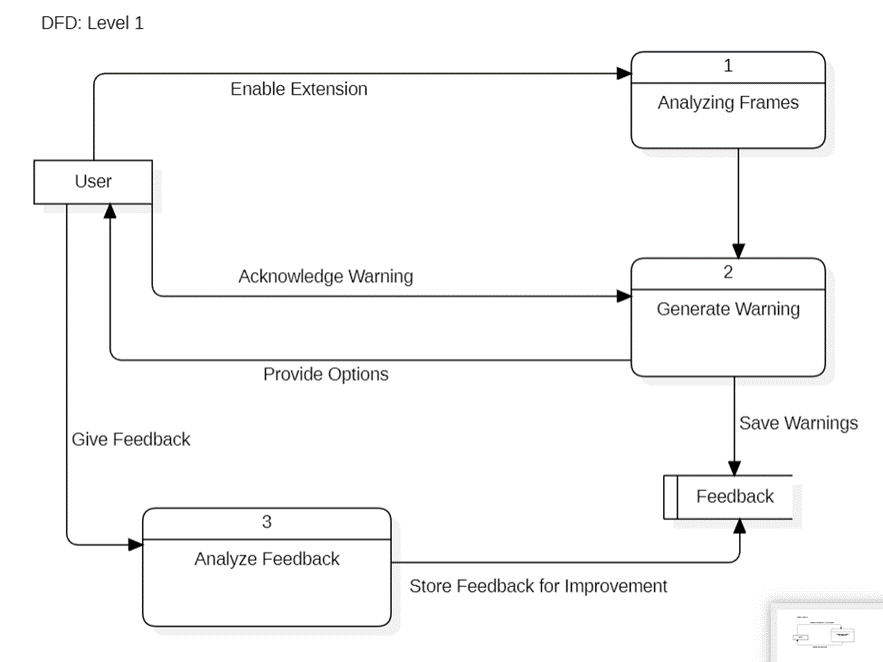 DFD: Level 1
1
Enable Extension
Analyzing Frames
User
2
Acknowledge Warning
Generate Warning
Provide Options
Save Warnings
Give Feedback
Feedback
3
Analyze Feedback
Store Feedback for Improvement